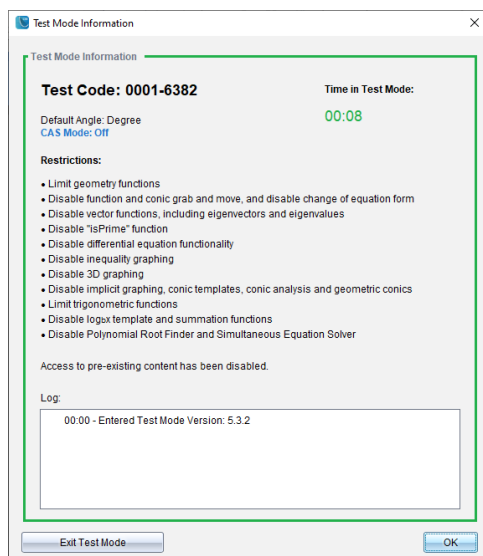 Test Mode Information
Test Mode Information
Test Code: 0001-6382
Time in Test Mode:
00:08
Default Angle: Degree
CAS Mode: Off
Restrictions:
• Limit geometry functions
• Disable function and conic grab and move, and disable change of equation form
• Disable vector functions, including eigenvectors and eigenvalues
• Disable "isPrime" function
• Disable differential equation functionality
• Disable inequality graphing
• Disable 3D graphing
• Disable implicit graphing, conic templates, conic analysis and geometric conics
• Limit trigonometric functions
• Disable logbx template and summation functions
• Disable Polynomial Root Finder and Simultaneous Equation Solver
Access to pre-existing content has been disabled.
Log:
00:00 - Entered Test Mode Version: 5.3.2
Exit Test Mode
OK